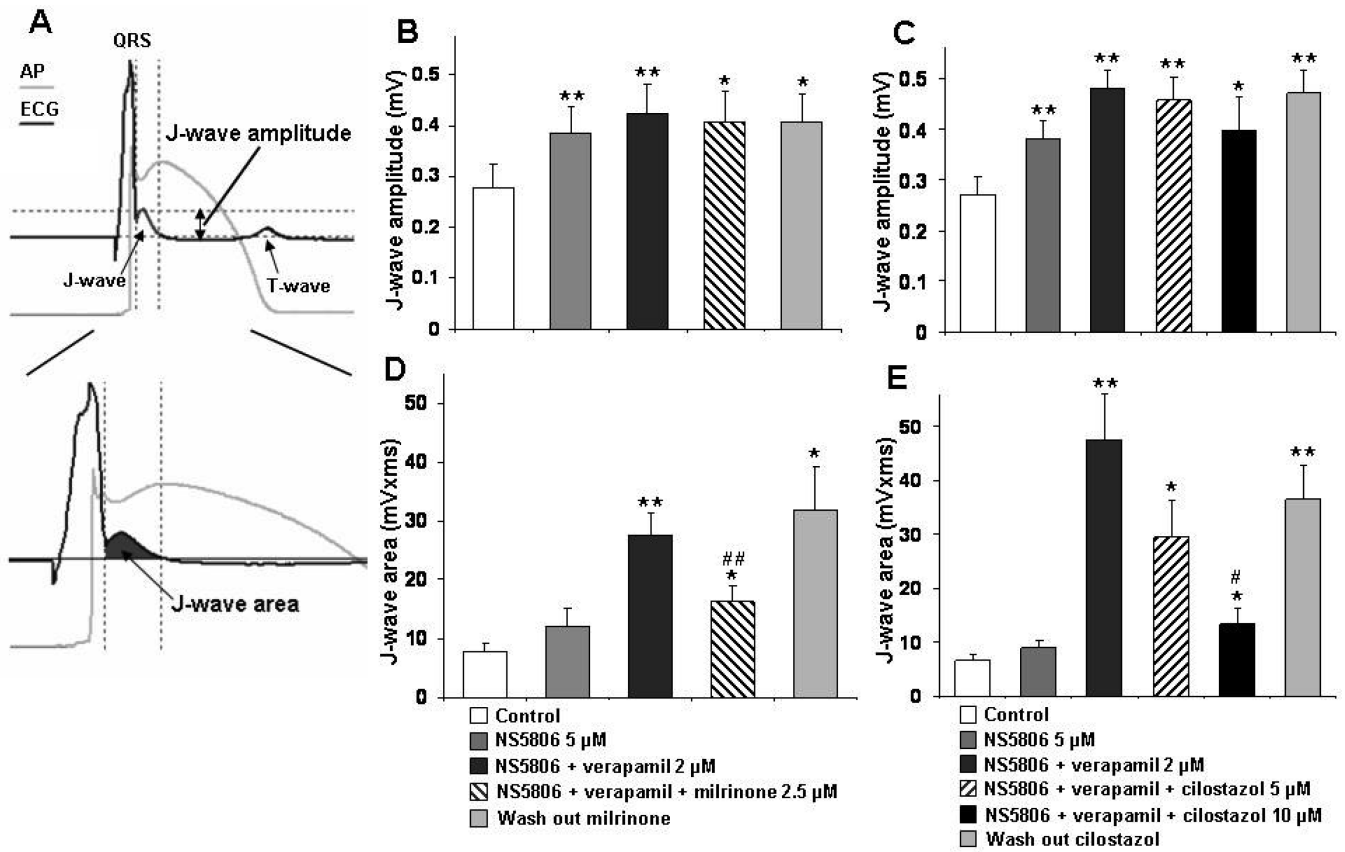 A
QRS
AP
ECG
J-wave amplitude
J-wave
T-wave
J-wave area
B
J-wave amplitude (mV)
0.5
0.4
0.3
0.2
0.1
0
** ** * *
C
J-wave amplitude (mV)
0.5
0.4
0.3
0.2
0.1
0
** ** ** * **
D
J-wave area (mVxms)
50
40
30
20
10
0
**
##
*
*
Control
NS5806 5 µM
NS5806 + verapamil 2 µM
NS5806 + verapamil + milrinone 2.5 µM
Wash out milrinone
E
J-wave area (mVxms)
50
40
30
20
10
0
**
*
#
*
**
Control
NS5806 5 µM
NS5806 + verapamil 2 µM
NS5806 + verapamil + cilostazol 5 µM
NS5806 + verapamil + cilostazol 10 µM
Wash out cilostazol